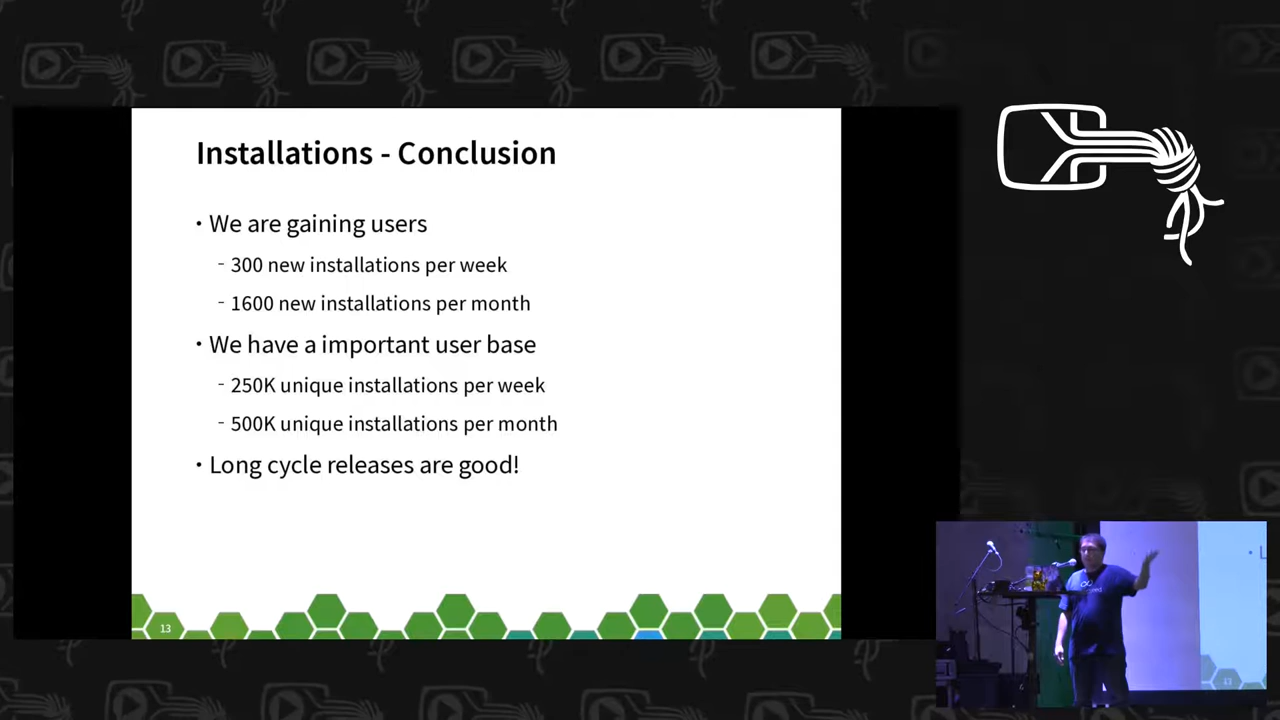 Installations - Conclusion
• We are gaining users
- 300 new installations per week
- 1600 new installations per month
• We have a important user base
- 250K unique installations per week
- 500K unique installations per month
• Long cycle releases are good!
13